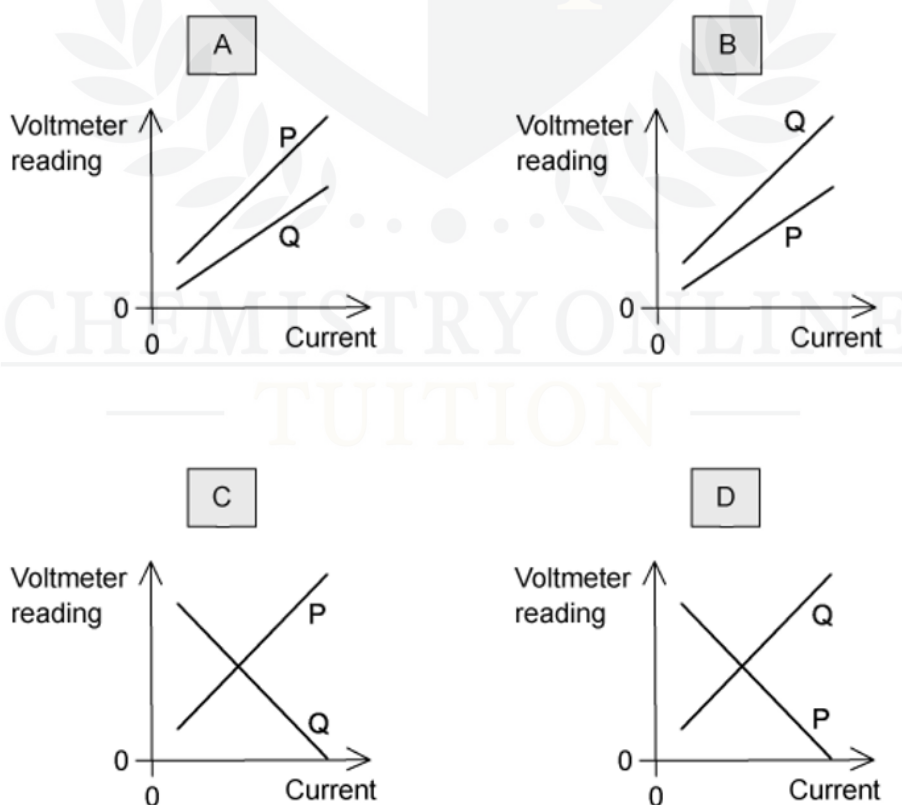 A
B
Voltmeter
reading
P
Q
0
0
Current
Voltmeter
reading
Q
P
0
0
Current
CHEMISTRY ONLINE
TUITION
C
D
Voltmeter
reading
P
Q
0
0
Current
Voltmeter
reading
Q
P
0
0
Current